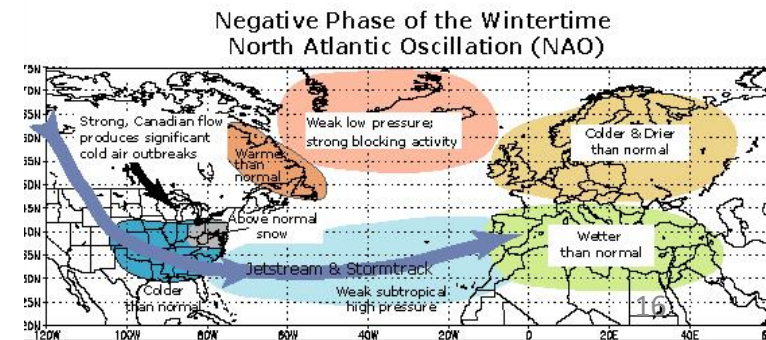 Negative Phase of the Wintertime
North Atlantic Oscillation (NAO)
75N
70N
65N
60N
55N
50N
45N
40N
35N
30N
25N
20N
Strong, Canadian flow
produces significant
cold air outbreaks
Warmer
than
normal
Weak low pressure;
strong blocking activity
Colder & Drier
than normal
Above normal
snow
Wetter
than normal
Jetstream & Stormtrack
Colder
than normal
Weak subtropical
high pressure
16
120W
100W
80W
60W
40W
20W
0
20E
40E